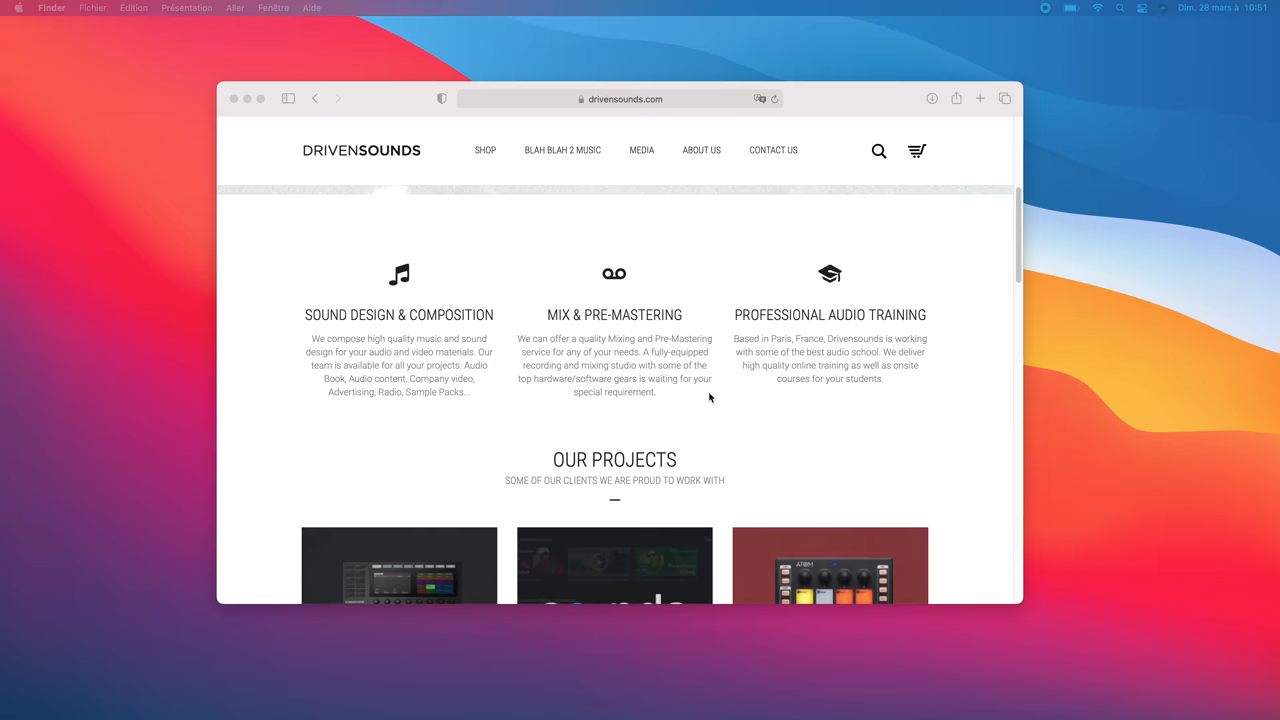 Finder Fichier Édition Présentation Aller Fenêtre Aide Dim. 28 mars à 10:51
drivensounds.com
DRIVENSOUNDS SHOP BLAH BLAH 2 MUSIC MEDIA ABOUT US CONTACT US
SOUND DESIGN & COMPOSITION
We compose high quality music and sound
design for your audio and video materials. Our
team is available for all your projects. Audio
Book, Audio content, Company video,
Advertising, Radio, Sample Packs...
MIX & PRE-MASTERING
We can offer a quality Mixing and Pre-Mastering
service for any of your needs. A fully-equipped
recording and mixing studio with some of the
top hardware/software gears is waiting for your
special requirement.
PROFESSIONAL AUDIO TRAINING
Based in Paris, France, Drivensounds is working
with some of the best audio school. We deliver
high quality online training as well as onsite
courses for your students.
OUR PROJECTS
SOME OF OUR CLIENTS WE ARE PROUD TO WORK WITH
ATOM